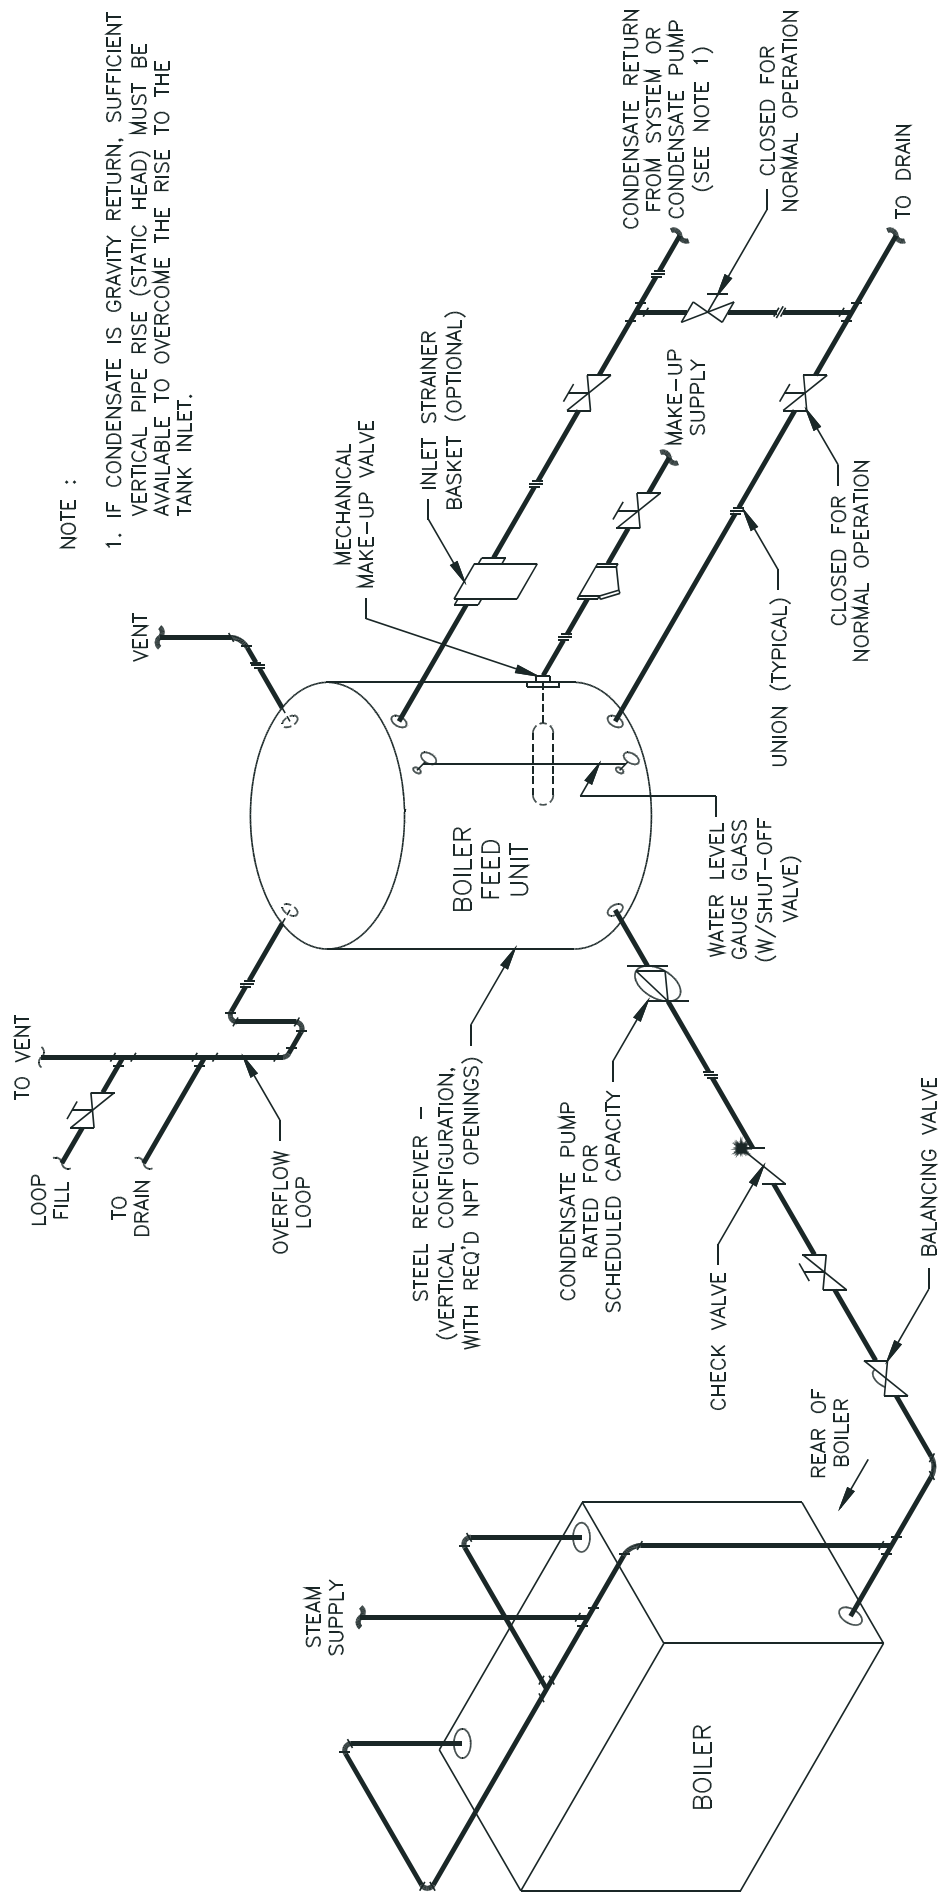 NOTE :
1. IF CONDENSATE IS GRAVITY RETURN, SUFFICIENT
VERTICAL PIPE RISE (STATIC HEAD) MUST BE
AVAILABLE TO OVERCOME THE RISE TO THE
TANK INLET.
VENT
TO VENT
LOOP
FILL
TO
DRAIN
OVERFLOW
LOOP
MECHANICAL
MAKE-UP VALVE
INLET STRAINER
BASKET (OPTIONAL)
CONDENSATE RETURN
FROM SYSTEM OR
CONDENSATE PUMP
(SEE NOTE 1)
CLOSED FOR
NORMAL OPERATION
MAKE-UP
SUPPLY
TO DRAIN
CLOSED FOR
NORMAL OPERATION
UNION (TYPICAL)
BOILER
FEED
UNIT
WATER LEVEL
GAUGE GLASS
(W/SHUT-OFF
VALVE)
STEEL RECEIVER -
(VERTICAL CONFIGURATION,
WITH REQ'D NPT OPENINGS)
CONDENSATE PUMP
RATED FOR
SCHEDULED CAPACITY
CHECK VALVE
BALANCING VALVE
REAR OF
BOILER
STEAM
SUPPLY
BOILER